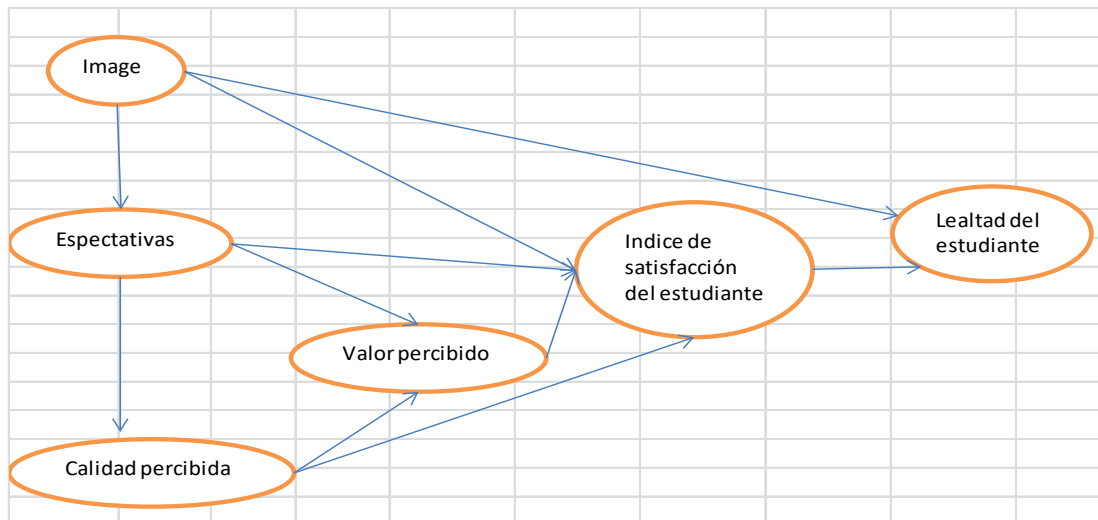 Image
Espectativas
Lealtad del
estudiante
Indice de
satisfacción
del estudiante
Valor percibido
Calidad percibida